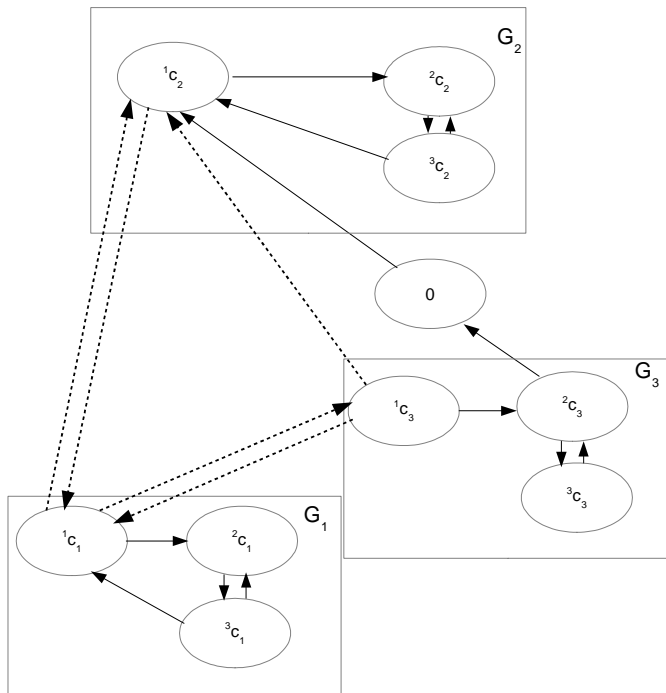 G₂
¹c₂
²c₂
³c₂
0
G₃
¹c₃
²c₃
³c₃
G₁
¹c₁
²c₁
³c₁